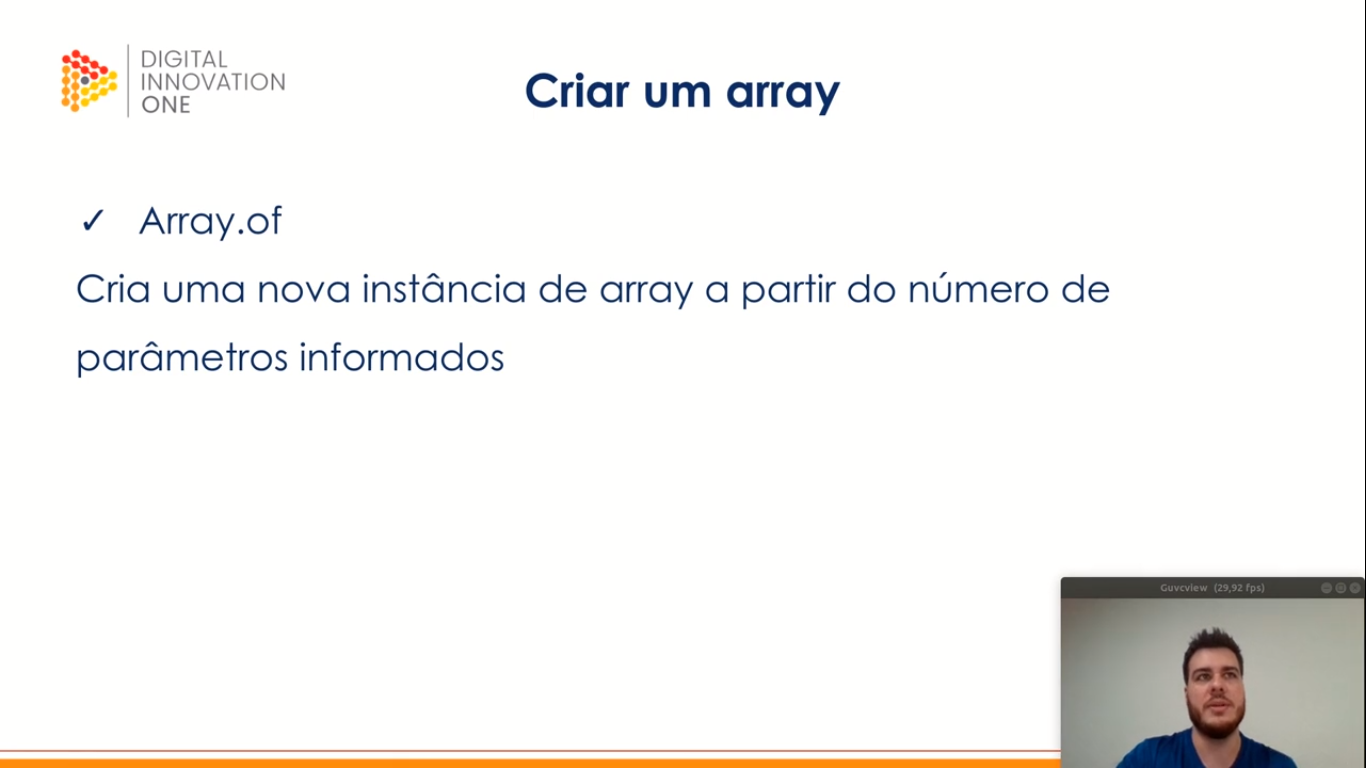 DIGITAL
INNOVATION
ONE
Criar um array
✓ Array.of
Cria uma nova instância de array a partir do número de
parâmetros informados
Guvcview (29,92 fps)